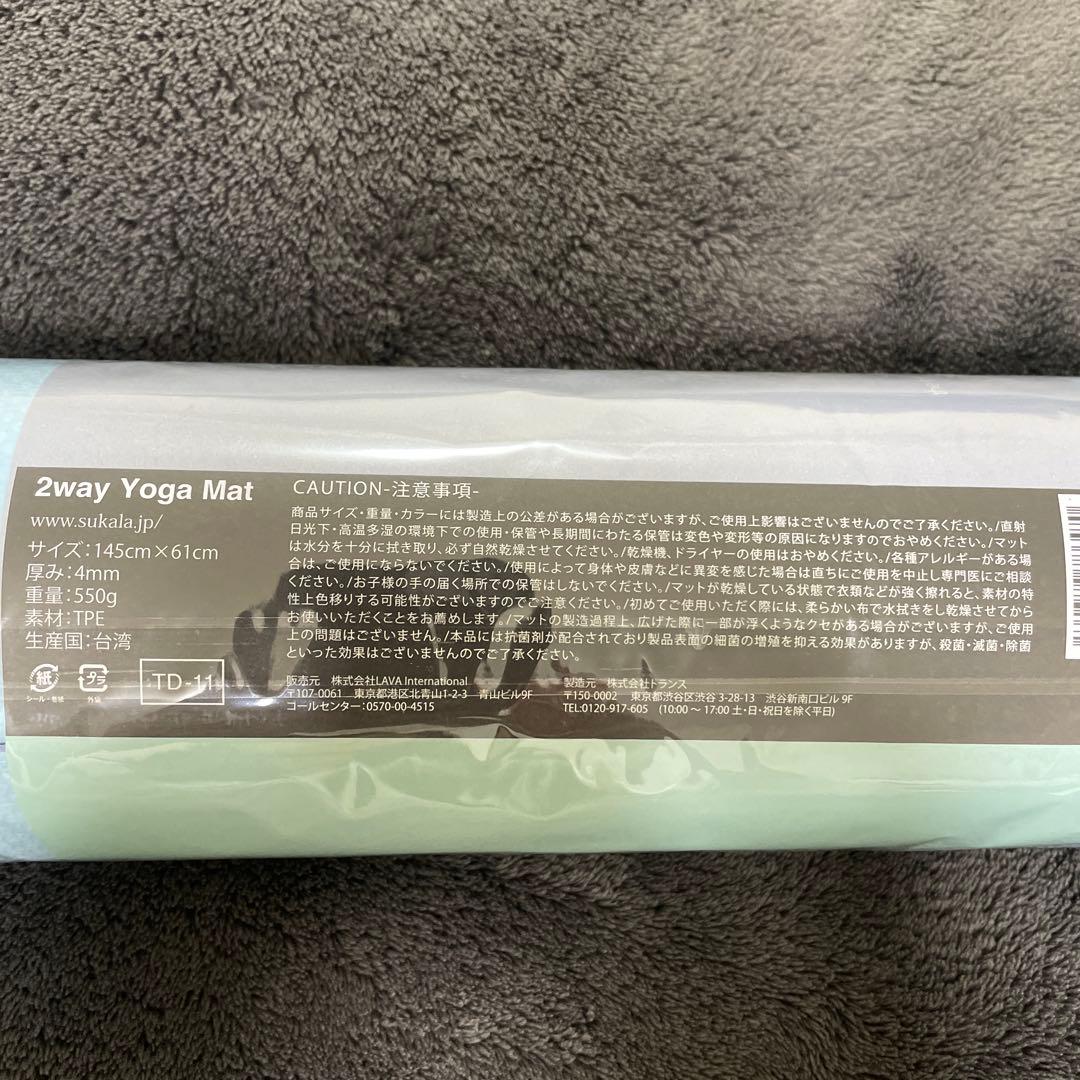 2way Yoga Mat
www.sukala.jp/
サイズ:145cm×61cm
厚み:4mm
重量:550g
素材:TPE
生産国:台湾
紙
シール・巻紙
プラ
外袋
TD-11
CAUTION-注意事項-
商品サイズ・重量・カラーには製造上の公差がある場合がございますが、ご使用上影響はございませんのでご了承ください。/直射
日光下・高温多湿の環境下での使用・保管や長期間にわたる保管は変色や変形等の原因になりますのでおやめください。/マット
は水分を十分に拭き取り、必ず自然乾燥させてください。/乾燥機、ドライヤーの使用はおやめください。/各種アレルギーがある場
合は、ご使用にならないでください。/使用によって身体や皮膚などに異変を感じた場合は直ちにご使用を中止し専門医にご相談
ください。/お子様の手の届く場所での保管はしないでください。/マットが乾燥している状態で衣類などが強く擦れると、素材の特
性上色移りする可能性がございますのでご注意ください。/初めてご使用いただく際には、柔らかい布で水拭きをし乾燥させてから
お使いいただくことをお薦めします。/マットの製造過程上、広げた際に一部が浮くようなクセがある場合がございますが、ご使用
上の問題はございません。/本品には抗菌剤が配合されており製品表面の細菌の増殖を抑える効果がありますが、殺菌・滅菌・除菌
といった効果はございませんのでご了承ください。
販売元 株式会社LAVA International
〒107-0061 東京都港区北青山1-2-3 青山ビル9F
コールセンター:0570-00-4515
製造元 株式会社トランス
〒150-0002 東京都渋谷区渋谷 3-28-13 渋谷新南口ビル 9F
TEL:0120-917-605 (10:00～17:00 土・日・祝日を除く平日)